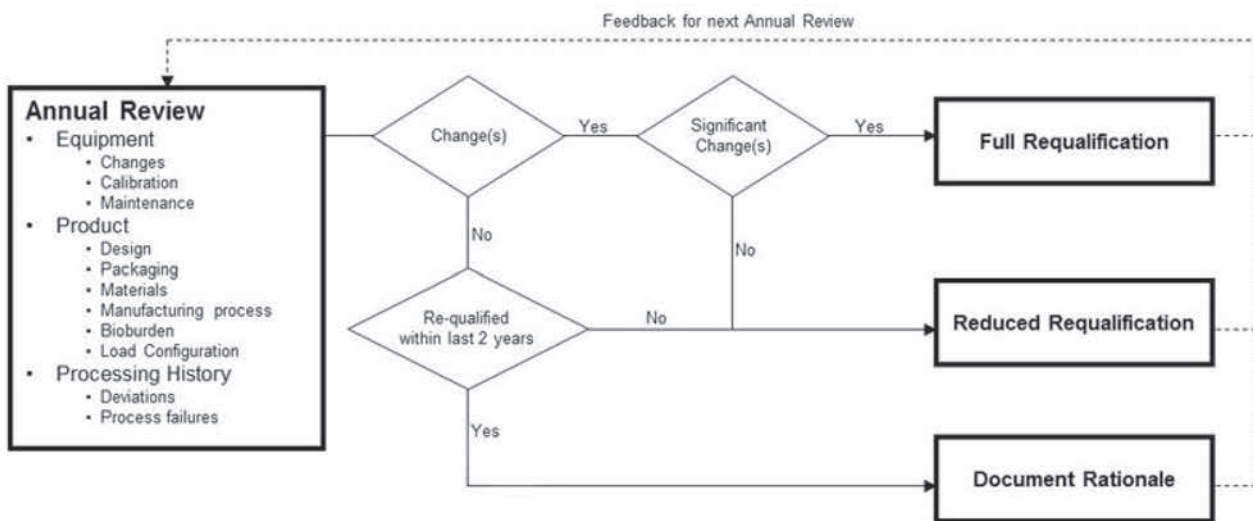 Feedback for next Annual Review
Annual Review
• Equipment
• Changes
• Calibration
• Maintenance
• Product
• Design
• Packaging
• Materials
• Manufacturing process
• Bioburden
• Load Configuration
• Processing History
• Deviations
• Process failures
Change(s)
Yes
Significant
Change(s)
Yes
Full Requalification
No
No
Re-qualified
within last 2 years
No
Reduced Requalification
Yes
Document Rationale